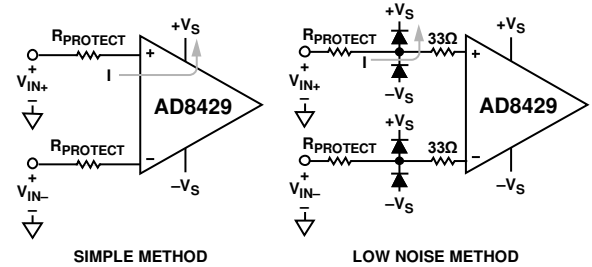 +VS
RPROTECT
I
+
VIN+
–
+
AD8429
RPROTECT
–
+
VIN–
–
–VS
SIMPLE METHOD
+VS
RPROTECT
33Ω
+VS
I
+
VIN+
–
+
–VS
AD8429
+VS
RPROTECT
33Ω
–
+
VIN–
–
–VS
–VS
LOW NOISE METHOD